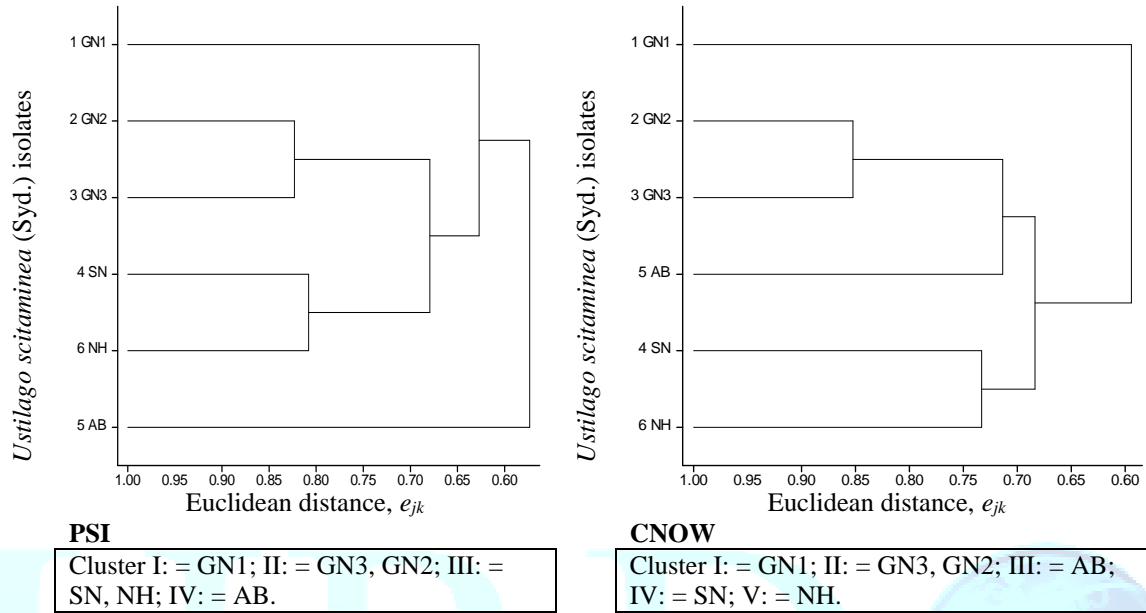 Ustilago scitaminea (Syd.) isolates
1 GN1
2 GN2
3 GN3
4 SN
6 NH
5 AB
1.00 0.95 0.90 0.85 0.80 0.75 0.70 0.65 0.60
Euclidean distance, ejk
PSI
Cluster I: = GN1; II: = GN3, GN2; III: =
SN, NH; IV: = AB.
Ustilago scitaminea (Syd.) isolates
1 GN1
2 GN2
3 GN3
5 AB
4 SN
6 NH
1.00 0.95 0.90 0.85 0.80 0.75 0.70 0.65 0.60
Euclidean distance, ejk
CNOW
Cluster I: = GN1; II: = GN3, GN2; III: = AB;
IV: = SN; V: = NH.